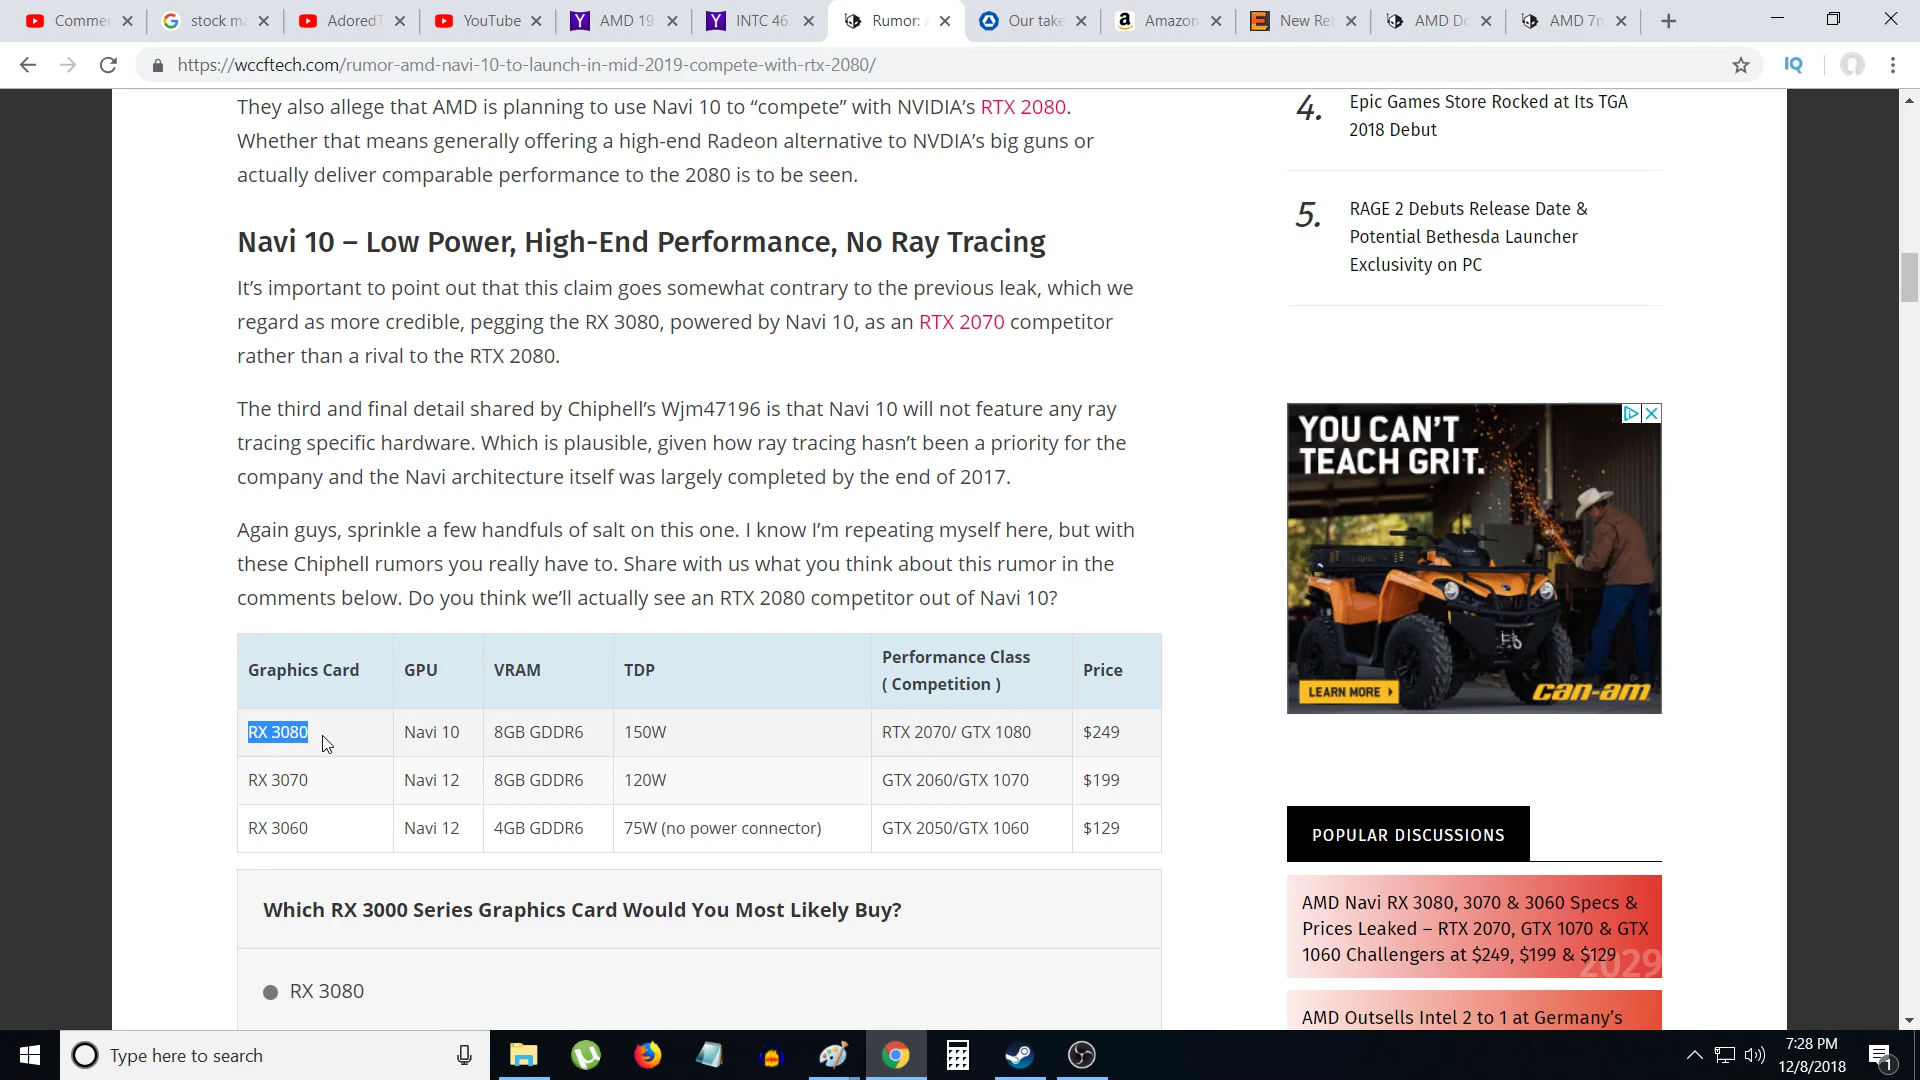 Commer
stock ma
AdoredT
YouTube
AMD 19
INTC 46.
Rumor: A
Our take
Amazon
New Ret
AMD Do
AMD 7n
https://wccftech.com/rumor-amd-navi-10-to-launch-in-mid-2019-compete-with-rtx-2080/
IQ
They also allege that AMD is planning to use Navi 10 to “compete” with NVIDIA’s RTX 2080.
Whether that means generally offering a high-end Radeon alternative to NVDIA’s big guns or
actually deliver comparable performance to the 2080 is to be seen.
Navi 10 – Low Power, High-End Performance, No Ray Tracing
It’s important to point out that this claim goes somewhat contrary to the previous leak, which we
regard as more credible, pegging the RX 3080, powered by Navi 10, as an RTX 2070 competitor
rather than a rival to the RTX 2080.
The third and final detail shared by Chiphell’s Wjm47196 is that Navi 10 will not feature any ray
tracing specific hardware. Which is plausible, given how ray tracing hasn’t been a priority for the
company and the Navi architecture itself was largely completed by the end of 2017.
Again guys, sprinkle a few handfuls of salt on this one. I know I’m repeating myself here, but with
these Chiphell rumors you really have to. Share with us what you think about this rumor in the
comments below. Do you think we’ll actually see an RTX 2080 competitor out of Navi 10?
Graphics Card GPU VRAM TDP Performance Class ( Competition ) Price
RX 3080 Navi 10 8GB GDDR6 150W RTX 2070/ GTX 1080 $249
RX 3070 Navi 12 8GB GDDR6 120W GTX 2060/GTX 1070 $199
RX 3060 Navi 12 4GB GDDR6 75W (no power connector) GTX 2050/GTX 1060 $129
Which RX 3000 Series Graphics Card Would You Most Likely Buy?
RX 3080
4. Epic Games Store Rocked at Its TGA
2018 Debut
5. RAGE 2 Debuts Release Date &
Potential Bethesda Launcher
Exclusivity on PC
YOU CAN’T
TEACH GRIT.
LEARN MORE
can-am
POPULAR DISCUSSIONS
AMD Navi RX 3080, 3070 & 3060 Specs &
Prices Leaked – RTX 2070, GTX 1070 & GTX
1060 Challengers at $249, $199 & $129
2029
AMD Outsells Intel 2 to 1 at Germany’s
Type here to search
7:28 PM
12/8/2018
1